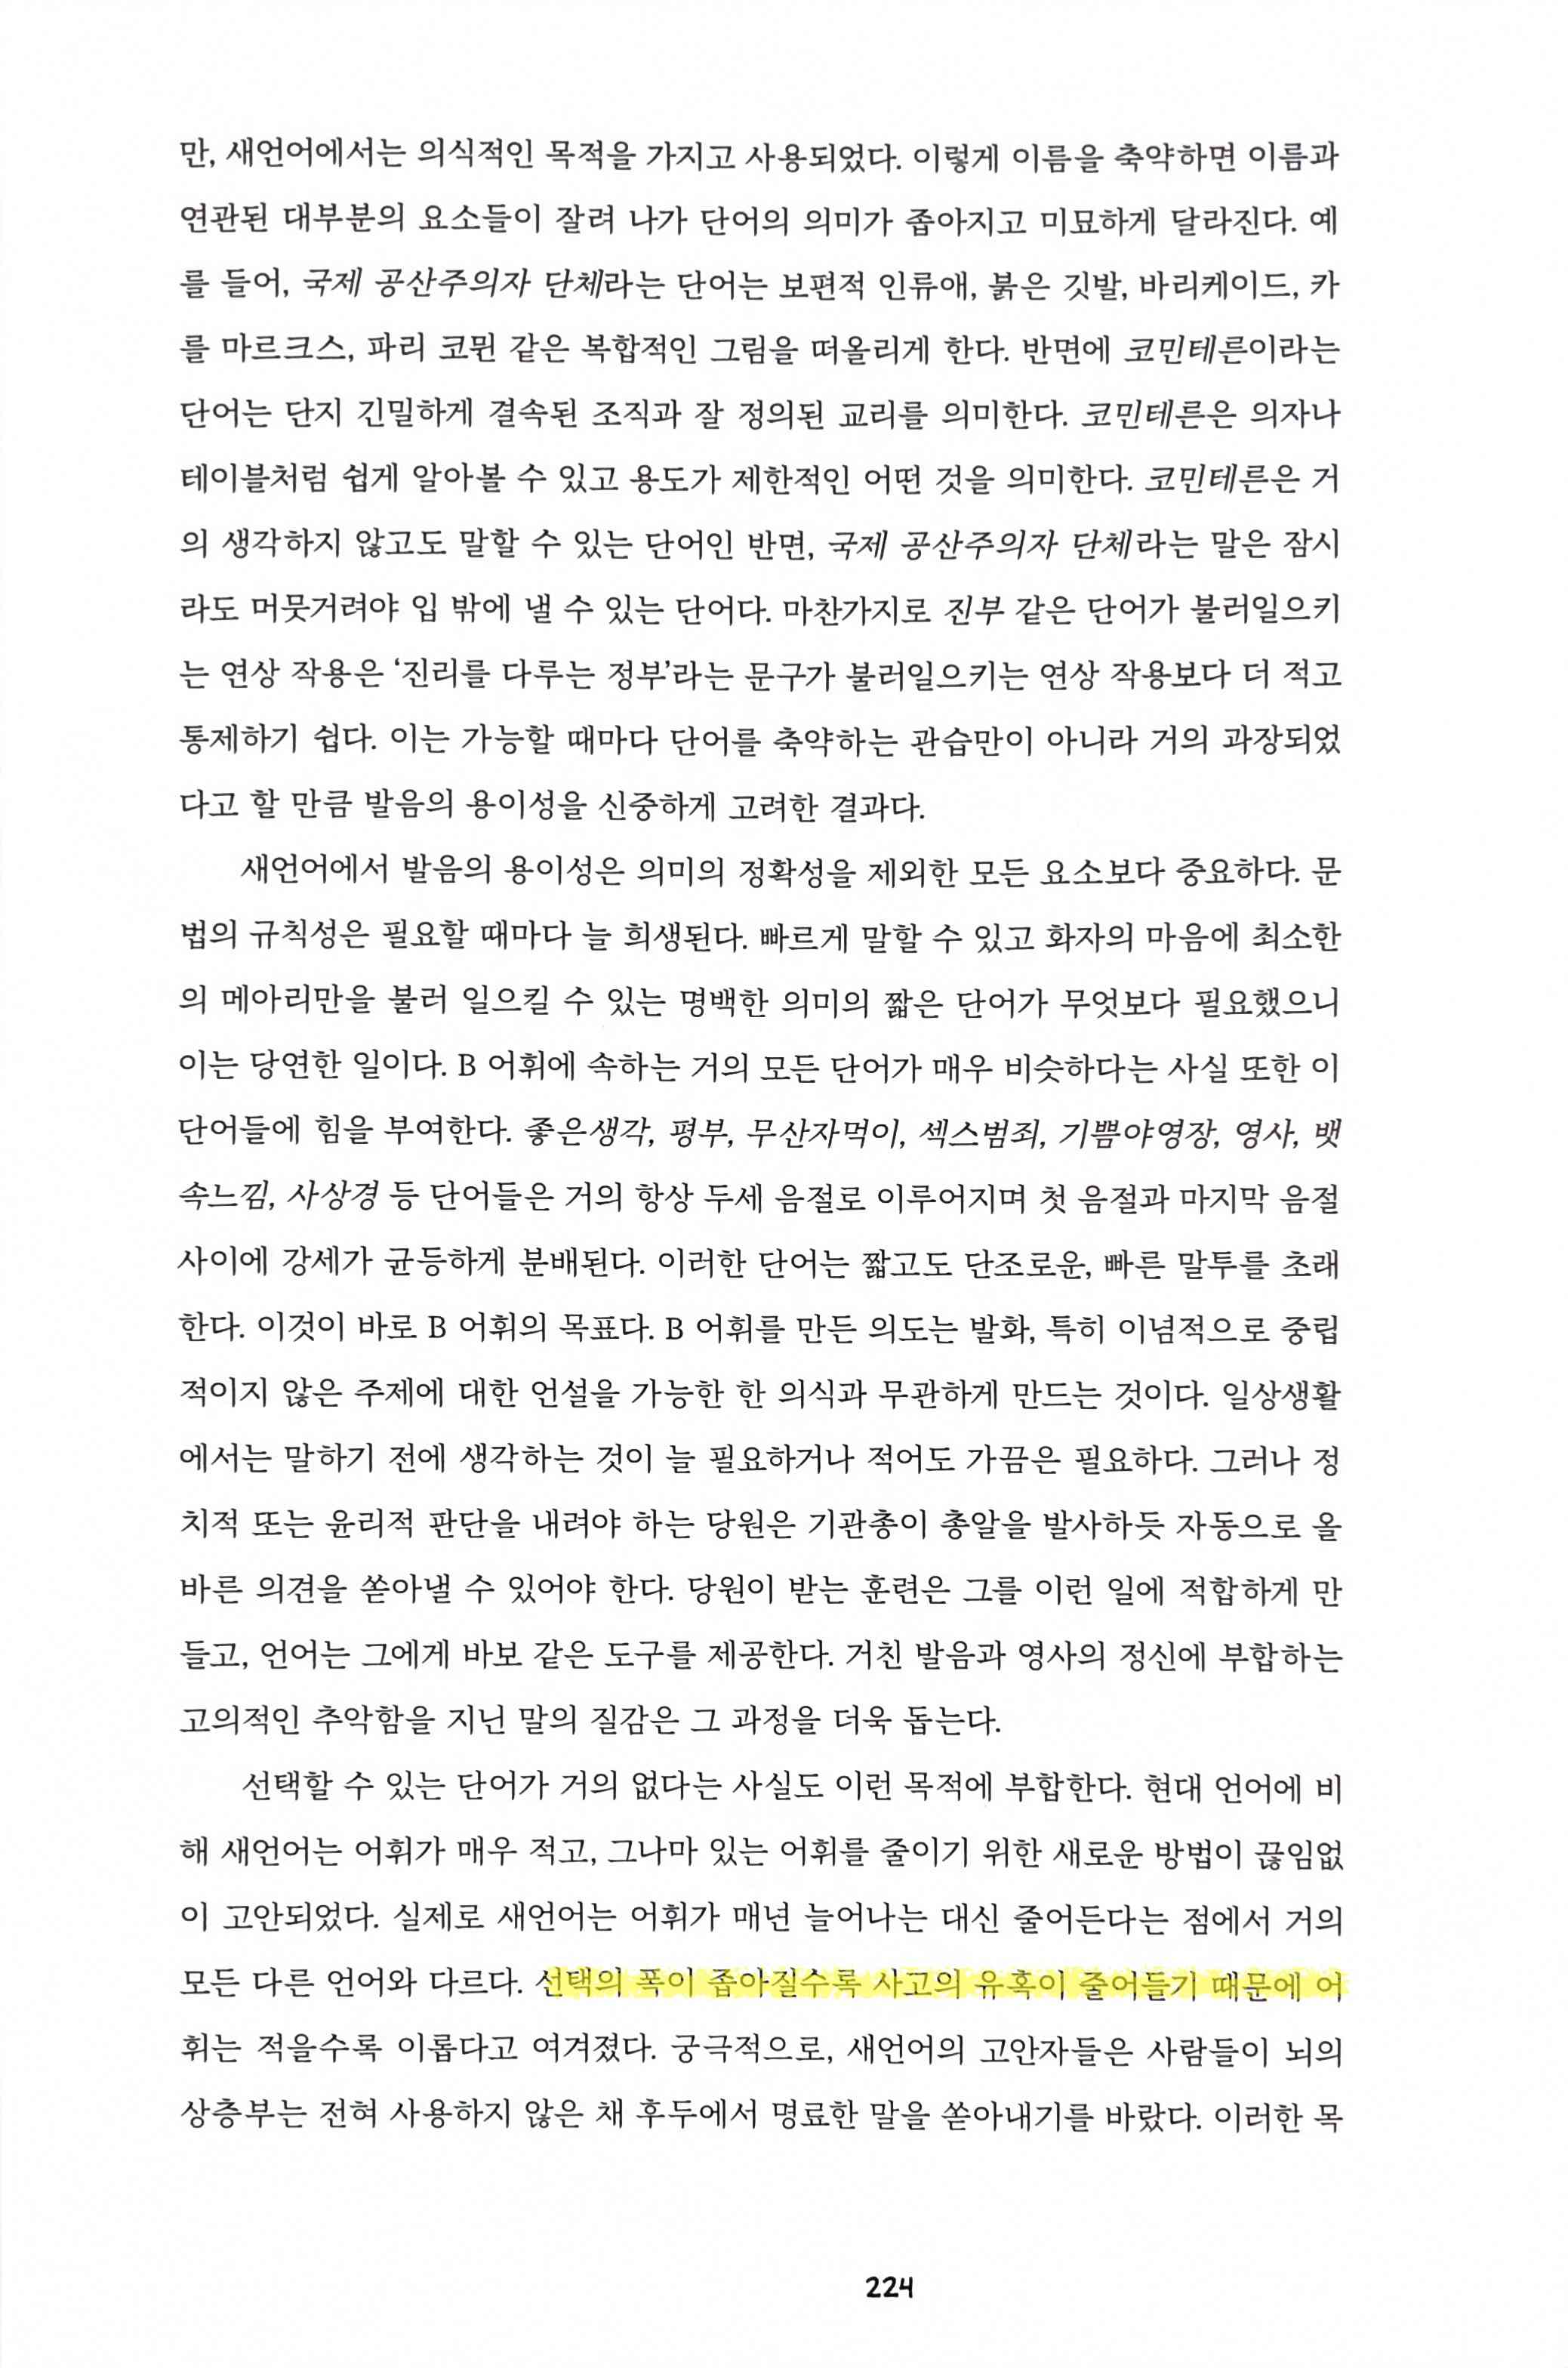 만, 새언어에서는 의식적인 목적을 가지고 사용되었다. 이렇게 이름을 축약하면 이름과
연관된 대부분의 요소들이 잘려 나가 단어의 의미가 좁아지고 미묘하게 달라진다. 예
를 들어, 국제 공산주의자 단체라는 단어는 보편적 인류애, 붉은 깃발, 바리케이드, 카
를 마르크스, 파리 코뮌 같은 복합적인 그림을 떠올리게 한다. 반면에 코민테른이라는
단어는 단지 긴밀하게 결속된 조직과 잘 정의된 교리를 의미한다. 코민테른은 의자나
테이블처럼 쉽게 알아볼 수 있고 용도가 제한적인 어떤 것을 의미한다. 코민테른은 거
의 생각하지 않고도 말할 수 있는 단어인 반면, 국제 공산주의자 단체라는 말은 잠시
라도 머뭇거려야 입 밖에 낼 수 있는 단어다. 마찬가지로 진부 같은 단어가 불러일으키
는 연상 작용은 ‘진리를 다루는 정부’라는 문구가 불러일으키는 연상 작용보다 더 적고
통제하기 쉽다. 이는 가능할 때마다 단어를 축약하는 관습만이 아니라 거의 과장되었
다고 할 만큼 발음의 용이성을 신중하게 고려한 결과다.
새언어에서 발음의 용이성은 의미의 정확성을 제외한 모든 요소보다 중요하다. 문
법의 규칙성은 필요할 때마다 늘 희생된다. 빠르게 말할 수 있고 화자의 마음에 최소한
의 메아리만을 불러 일으킬 수 있는 명백한 의미의 짧은 단어가 무엇보다 필요했으니
이는 당연한 일이다. B 어휘에 속하는 거의 모든 단어가 매우 비슷하다는 사실 또한 이
단어들에 힘을 부여한다. 좋은생각, 평부, 무산자먹이, 섹스범죄, 기쁨야영장, 영사, 뱃
속느낌, 사상경 등 단어들은 거의 항상 두세 음절로 이루어지며 첫 음절과 마지막 음절
사이에 강세가 균등하게 분배된다. 이러한 단어는 짧고도 단조로운, 빠른 말투를 초래
한다. 이것이 바로 B 어휘의 목표다. B 어휘를 만든 의도는 발화, 특히 이념적으로 중립
적이지 않은 주제에 대한 언설을 가능한 한 의식과 무관하게 만드는 것이다. 일상생활
에서는 말하기 전에 생각하는 것이 늘 필요하거나 적어도 가끔은 필요하다. 그러나 정
치적 또는 윤리적 판단을 내려야 하는 당원은 기관총이 총알을 발사하듯 자동으로 올
바른 의견을 쏟아낼 수 있어야 한다. 당원이 받는 훈련은 그를 이런 일에 적합하게 만
들고, 언어는 그에게 바보 같은 도구를 제공한다. 거친 발음과 영사의 정신에 부합하는
고의적인 추악함을 지닌 말의 질감은 그 과정을 더욱 돕는다.
선택할 수 있는 단어가 거의 없다는 사실도 이런 목적에 부합한다. 현대 언어에 비
해 새언어는 어휘가 매우 적고, 그나마 있는 어휘를 줄이기 위한 새로운 방법이 끊임없
이 고안되었다. 실제로 새언어는 어휘가 매년 늘어나는 대신 줄어든다는 점에서 거의
모든 다른 언어와 다르다. 선택의 폭이 좁아질수록 사고의 유혹이 줄어들기 때문에 어
휘는 적을수록 이롭다고 여겨졌다. 궁극적으로, 새언어의 고안자들은 사람들이 뇌의
상층부는 전혀 사용하지 않은 채 후두에서 명료한 말을 쏟아내기를 바랐다. 이러한 목
224